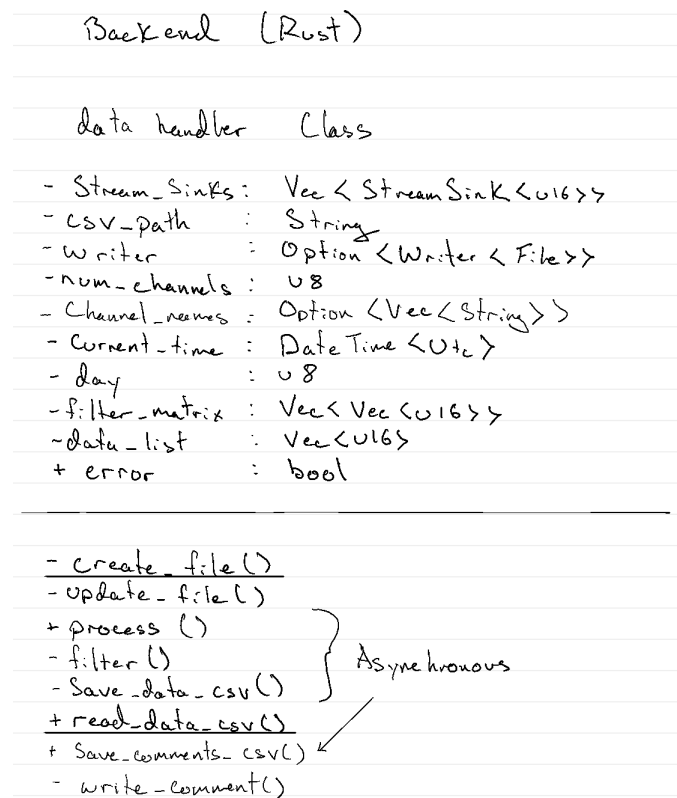 Backend (Rust)
data handler Class
- Stream_Sinks : Vec < StreamSink <u16>>
- csv_path : String
- writer : Option <Writer < File>>
- num_channels : u8
- Channel_names : Option <Vec< String> >
- Current_time : DateTime <Utc>
- day : u8
- filter_matrix : Vec< Vec <u16>>
- data_list : Vec<u16>
+ error : bool
- create_file()
- update_file()
+ process ()
- filter()
Asynchronous
- Save_data_csv()
+ read_data_csv()
+ Save_comments_csv()
- write_comment()